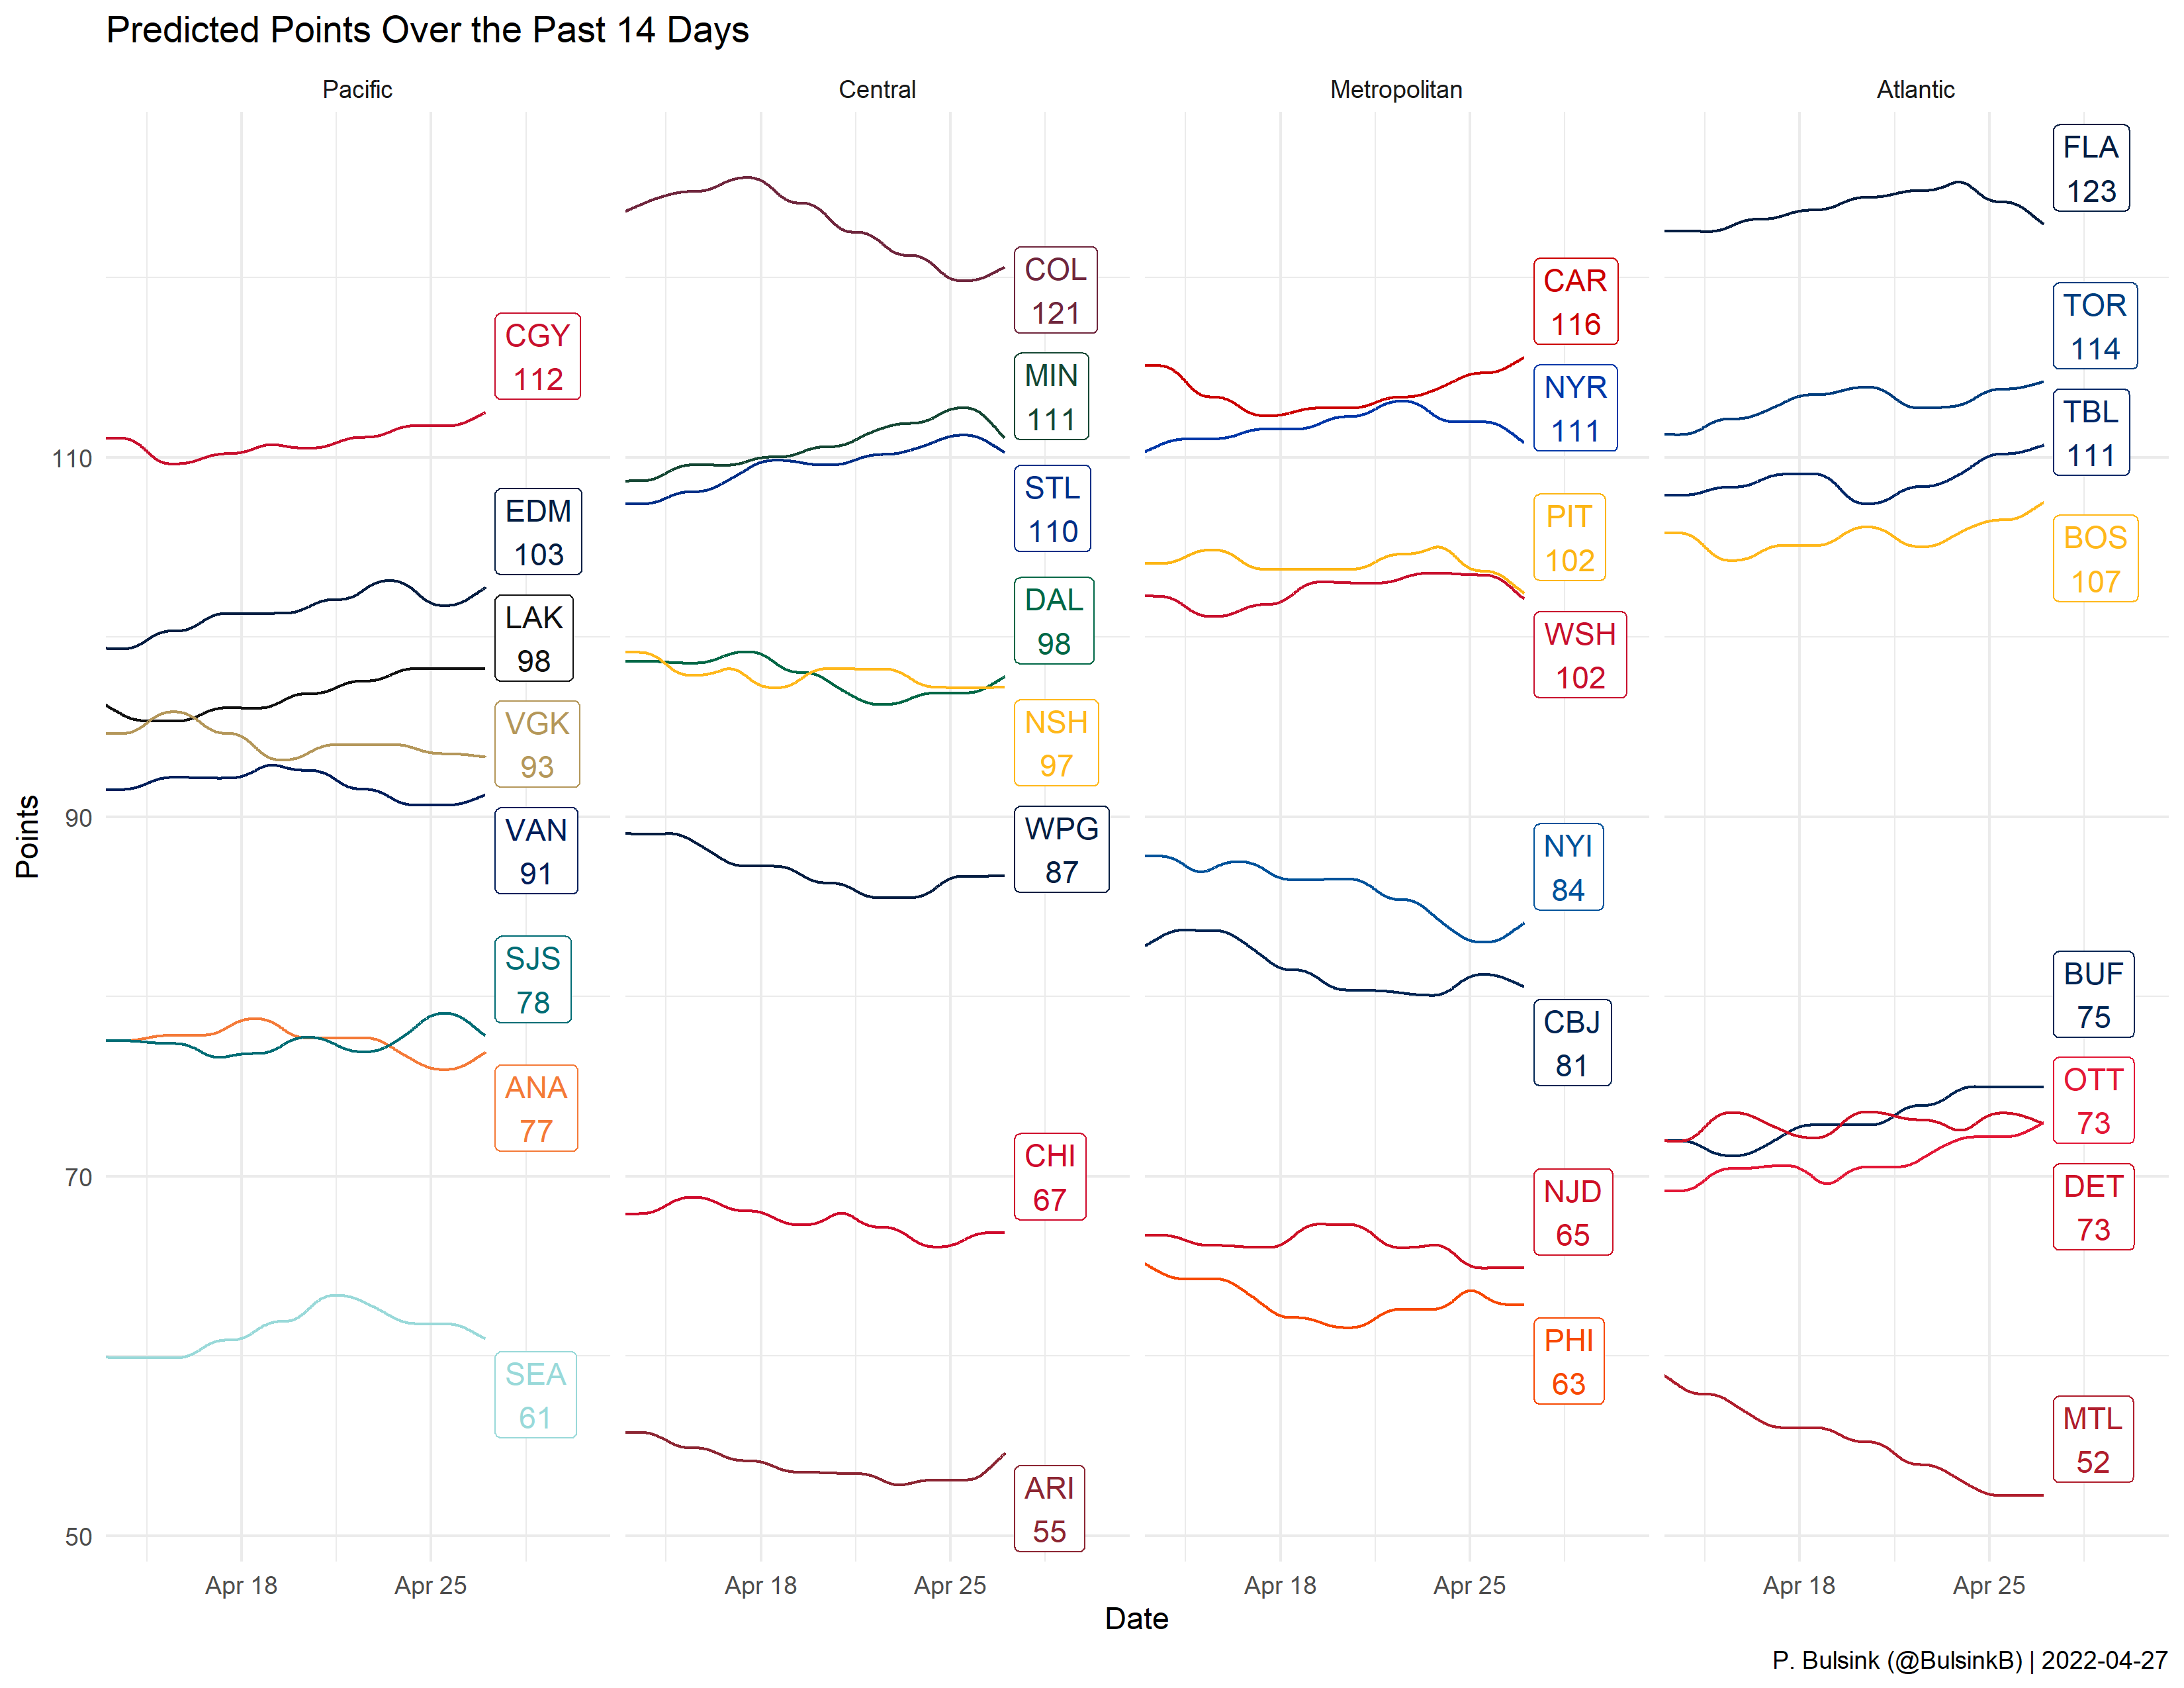 Predicted Points Over the Past 14 Days
Pacific
Central
Metropolitan
Atlantic
Points
110
90
70
50
CGY
112
EDM
103
LAK
98
VGK
93
VAN
91
SJS
78
ANA
77
SEA
61
COL
121
MIN
111
STL
110
DAL
98
NSH
97
WPG
87
CHI
67
ARI
55
CAR
116
NYR
111
PIT
102
WSH
102
NYI
84
CBJ
81
NJD
65
PHI
63
FLA
123
TOR
114
TBL
111
BOS
107
BUF
75
OTT
73
DET
73
MTL
52
Apr 18
Apr 25
Apr 18
Apr 25
Apr 18
Apr 25
Apr 18
Apr 25
Date
P. Bulsink (@BulsinkB) | 2022-04-27